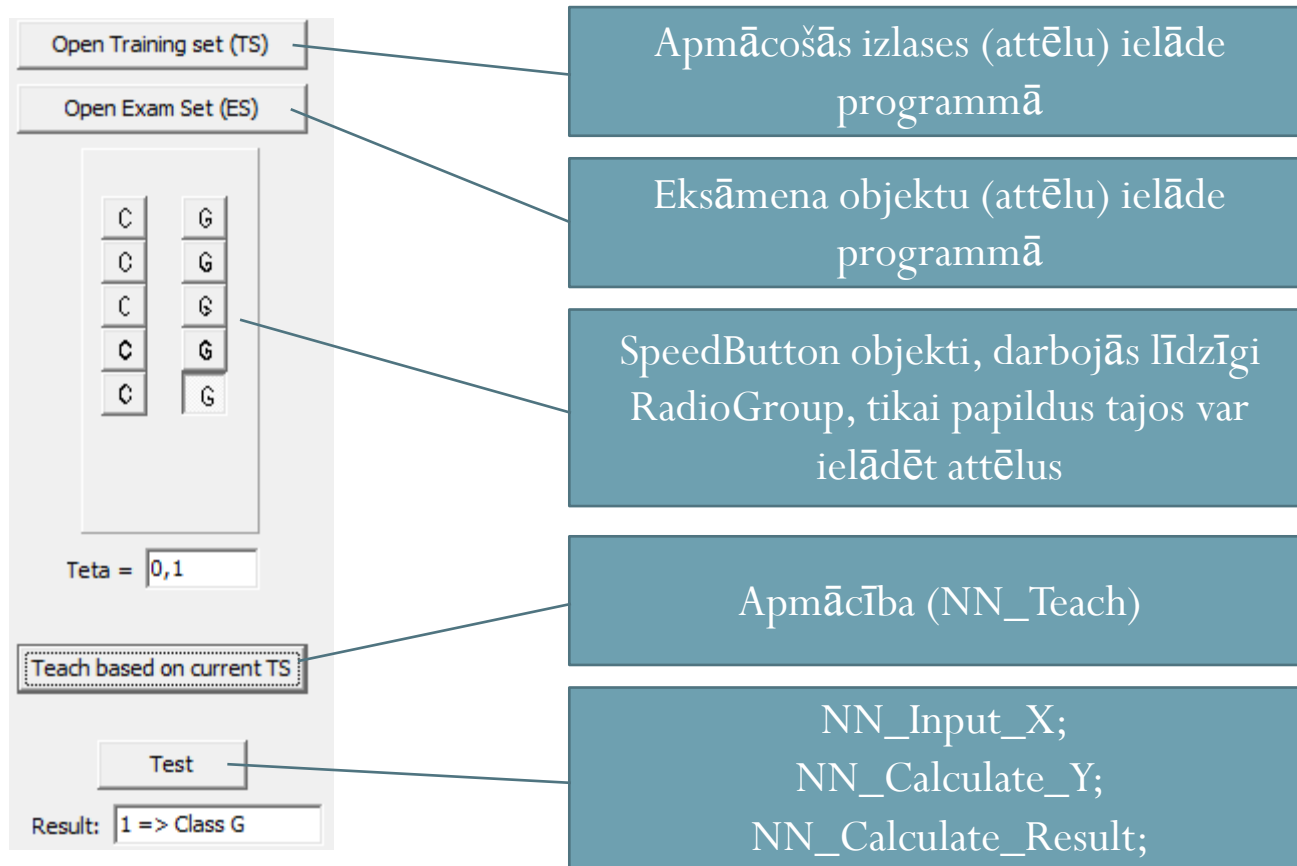 Open Training set (TS)
Open Exam Set (ES)
C G
C G
C G
C G
C G
Teta = 0,1
Teach based on current TS
Test
Result: 1 => Class G
Apmācošās izlases (attēlu) ielāde
programmā
Eksāmena objektu (attēlu) ielāde
programmā
SpeedButton objekti, darbojās līdzīgi
RadioGroup, tikai papildus tajos var
ielādēt attēlus
Apmācība (NN_Teach)
NN_Input_X;
NN_Calculate_Y;
NN_Calculate_Result;